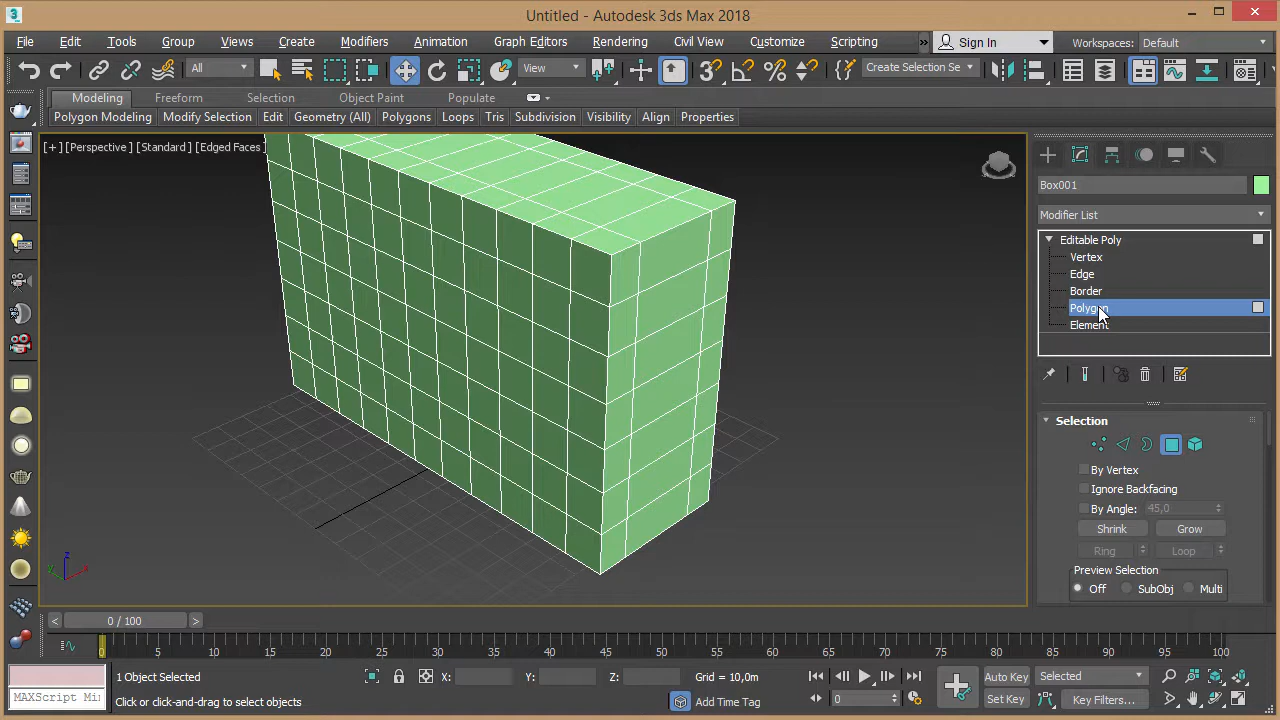 Untitled - Autodesk 3ds Max 2018
File Edit Tools Group Views Create Modifiers Animation Graph Editors Rendering Civil View Customize Scripting » Sign In Workspaces: Default
All View Create Selection Se
Modeling Freeform Selection Object Paint Populate
Polygon Modeling Modify Selection Edit Geometry (All) Polygons Loops Tris Subdivision Visibility Align Properties
[+] [Perspective] [Standard] [Edged Faces]
Box001
Modifier List
Editable Poly
Vertex
Edge
Border
Polygon
Element
Selection
By Vertex
Ignore Backfacing
By Angle: 45,0
Shrink Grow
Ring Loop
Preview Selection
Off SubObj Multi
z
y x
< 0 / 100 >
0 5 10 15 20 25 30 35 40 45 50 55 60 65 70 75 80 85 90 95 100
1 Object Selected X: Y: Z: Grid = 10,0m Auto Key Selected
MAXScript Mi Click or click-and-drag to select objects Add Time Tag 0 Set Key Key Filters...